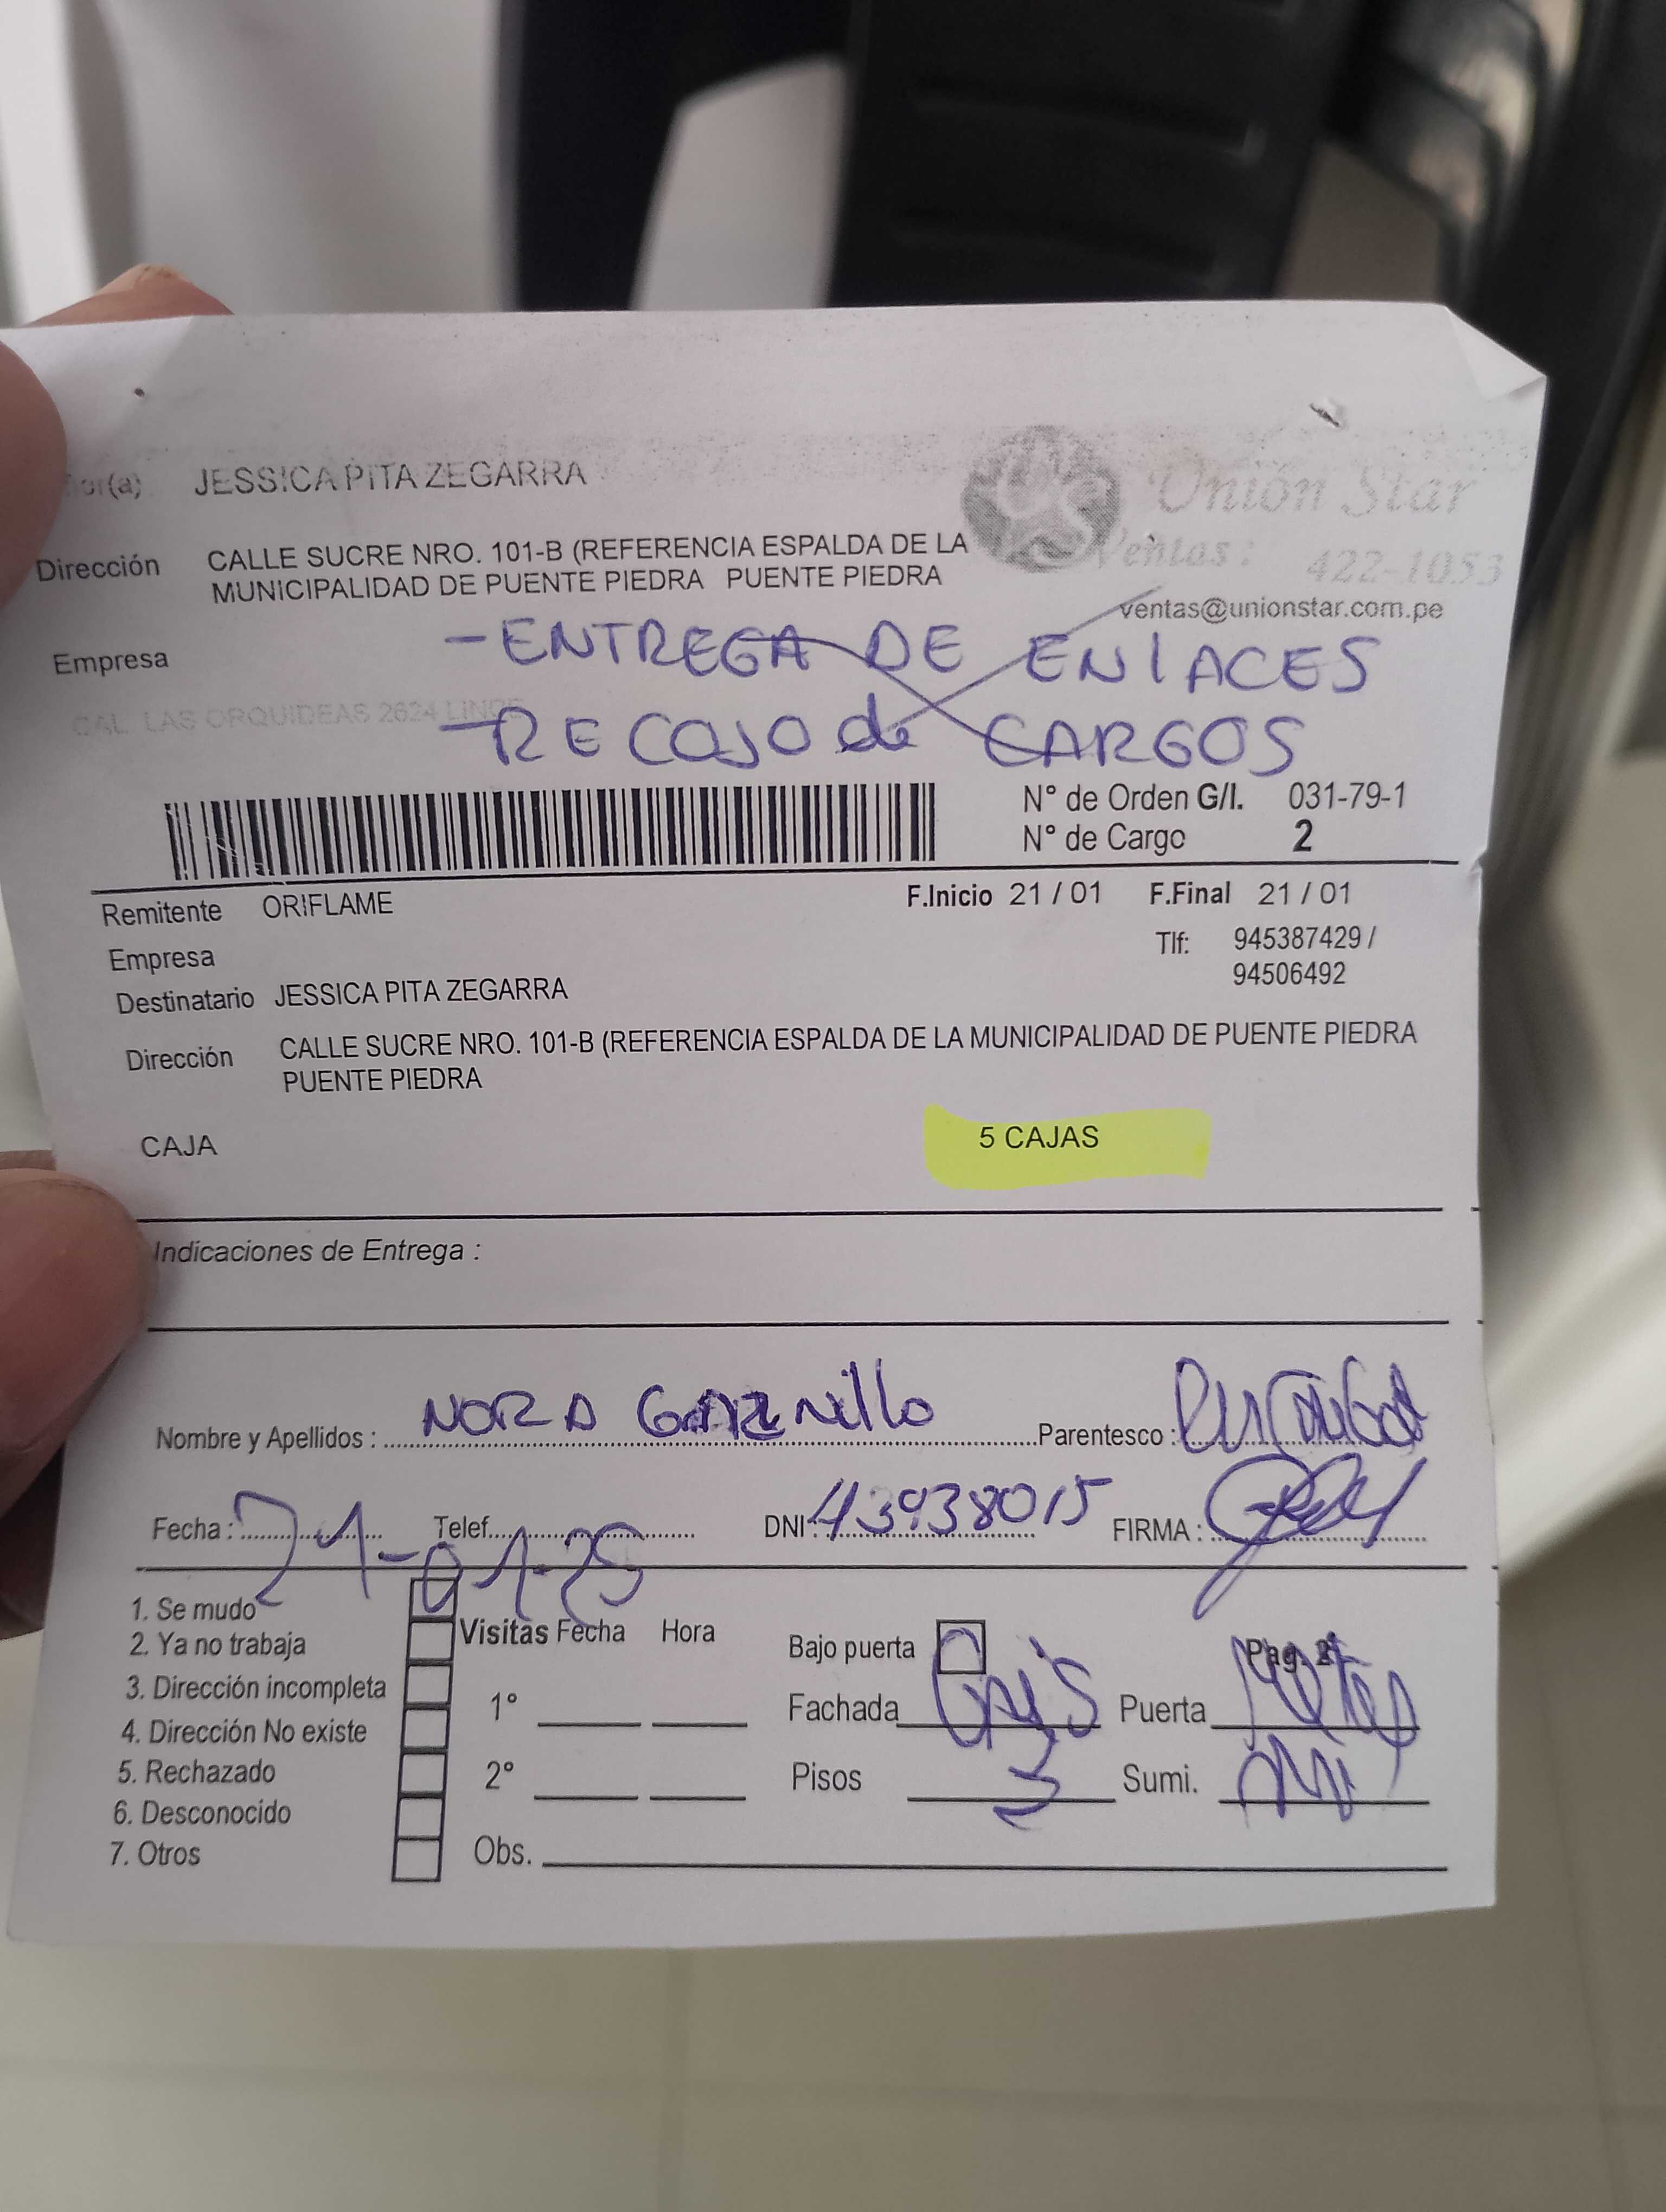 or(a) JESSICA PITA ZEGARRA
Unión Star
Dirección CALLE SUCRE NRO. 101-B (REFERENCIA ESPALDA DE LA
MUNICIPALIDAD DE PUENTE PIEDRA PUENTE PIEDRA
Ventas: 422-1053
ventas@unionstar.com.pe
Empresa
- ENTREGA DE ENLACES
CAL. LAS ORQUIDEAS 2624 LINCE
- RECOJO de CARGOS
N° de Orden G/I. 031-79-1
N° de Cargo 2
Remitente ORIFLAME F.Inicio 21 / 01 F.Final 21 / 01
Empresa Tlf: 945387429 /
94506492
Destinatario JESSICA PITA ZEGARRA
Dirección CALLE SUCRE NRO. 101-B (REFERENCIA ESPALDA DE LA MUNICIPALIDAD DE PUENTE PIEDRA
PUENTE PIEDRA
CAJA 5 CAJAS
Indicaciones de Entrega :
Nombre y Apellidos : NORA Parentesco :
Fecha : 21-01-25 Telef. DNI : 43938015 FIRMA :
1. Se mudo
2. Ya no trabaja
3. Dirección incompleta
4. Dirección No existe
5. Rechazado
6. Desconocido
7. Otros
Visitas Fecha Hora
1°
2°
Obs.
Bajo puerta Pag. 2
Fachada Gris Puerta
Pisos 3 Sumi.